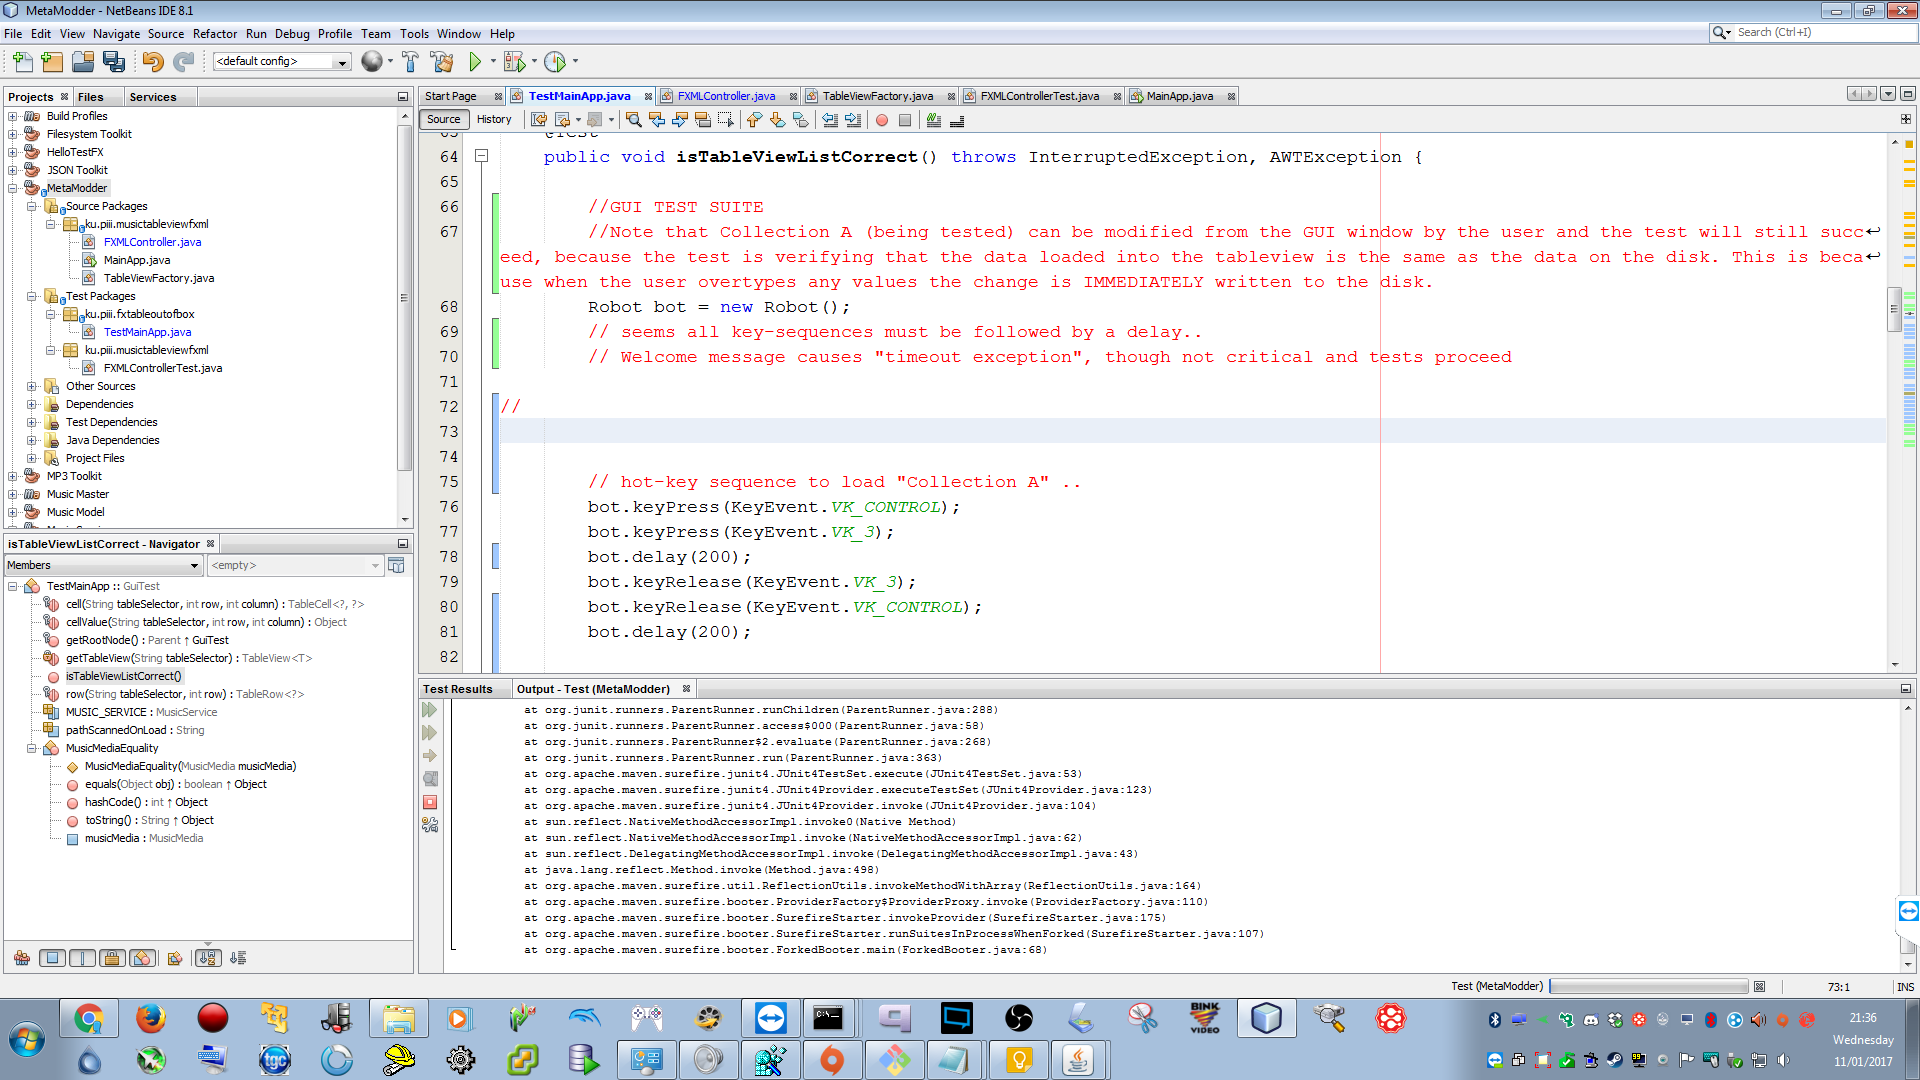 MetaModder - NetBeans IDE 8.1
File Edit View Navigate Source Refactor Run Debug Profile Team Tools Window Help
Search (Ctrl+I)
<default config>
Projects Files Services
Build Profiles
Filesystem Toolkit
HelloTestFX
JSON Toolkit
MetaModder
Source Packages
ku.piii.musictableviewfxml
FXMLController.java
MainApp.java
TableViewFactory.java
Test Packages
ku.piii.fxtableoutofbox
TestMainApp.java
ku.piii.musictableviewfxml
FXMLControllerTest.java
Other Sources
Dependencies
Test Dependencies
Java Dependencies
Project Files
MP3 Toolkit
Music Master
Music Model
isTableViewListCorrect - Navigator
Members <empty>
TestMainApp :: GuiTest
cell(String tableSelector, int row, int column) : TableCell<?, ?>
cellValue(String tableSelector, int row, int column) : Object
getRootNode() : Parent ↑ GuiTest
getTableView(String tableSelector) : TableView<T>
isTableViewListCorrect()
row(String tableSelector, int row) : TableRow<?>
MUSIC_SERVICE : MusicService
pathScannedOnLoad : String
MusicMediaEquality
MusicMediaEquality(MusicMedia musicMedia)
equals(Object obj) : boolean ↑ Object
hashCode() : int ↑ Object
toString() : String ↑ Object
musicMedia : MusicMedia
Start Page TestMainApp.java FXMLController.java TableViewFactory.java FXMLControllerTest.java MainApp.java
Source History
63 @Test
64 public void isTableViewListCorrect() throws InterruptedException, AWTException {
65
66 //GUI TEST SUITE
67 //Note that Collection A (being tested) can be modified from the GUI window by the user and the test will still succ
eed, because the test is verifying that the data loaded into the tableview is the same as the data on the disk. This is beca
use when the user overtypes any values the change is IMMEDIATELY written to the disk.
68 Robot bot = new Robot();
69 // seems all key-sequences must be followed by a delay..
70 // Welcome message causes "timeout exception", though not critical and tests proceed
71
72 //
73
74
75 // hot-key sequence to load "Collection A" ..
76 bot.keyPress(KeyEvent.VK_CONTROL);
77 bot.keyPress(KeyEvent.VK_3);
78 bot.delay(200);
79 bot.keyRelease(KeyEvent.VK_3);
80 bot.keyRelease(KeyEvent.VK_CONTROL);
81 bot.delay(200);
82
Test Results Output - Test (MetaModder)
at org.junit.runners.ParentRunner.runChildren(ParentRunner.java:288)
at org.junit.runners.ParentRunner.access$000(ParentRunner.java:58)
at org.junit.runners.ParentRunner$2.evaluate(ParentRunner.java:268)
at org.junit.runners.ParentRunner.run(ParentRunner.java:363)
at org.apache.maven.surefire.junit4.JUnit4TestSet.execute(JUnit4TestSet.java:53)
at org.apache.maven.surefire.junit4.JUnit4Provider.executeTestSet(JUnit4Provider.java:123)
at org.apache.maven.surefire.junit4.JUnit4Provider.invoke(JUnit4Provider.java:104)
at sun.reflect.NativeMethodAccessorImpl.invoke0(Native Method)
at sun.reflect.NativeMethodAccessorImpl.invoke(NativeMethodAccessorImpl.java:62)
at sun.reflect.DelegatingMethodAccessorImpl.invoke(DelegatingMethodAccessorImpl.java:43)
at java.lang.reflect.Method.invoke(Method.java:498)
at org.apache.maven.surefire.util.ReflectionUtils.invokeMethodWithArray(ReflectionUtils.java:164)
at org.apache.maven.surefire.booter.ProviderFactory$ProviderProxy.invoke(ProviderFactory.java:110)
at org.apache.maven.surefire.booter.SurefireStarter.invokeProvider(SurefireStarter.java:175)
at org.apache.maven.surefire.booter.SurefireStarter.runSuitesInProcessWhenForked(SurefireStarter.java:107)
at org.apache.maven.surefire.booter.ForkedBooter.main(ForkedBooter.java:68)
Test (MetaModder) 73:1 INS
BINK
VIDEO
tgc
21:36
Wednesday
11/01/2017